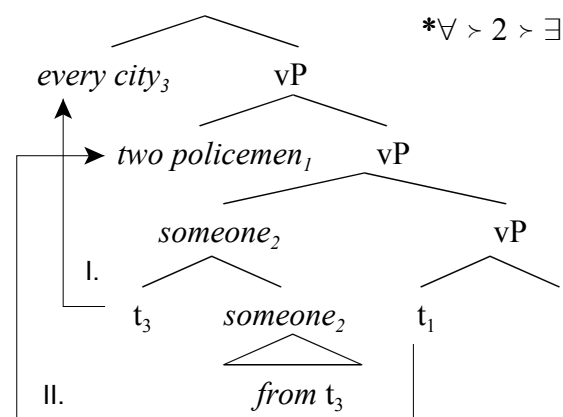 *∀ ≻ 2 ≻ ∃
every city₃ vP
two policemen₁ vP
someone₂ vP
I.
t₃ someone₂ t₁
II. from t₃